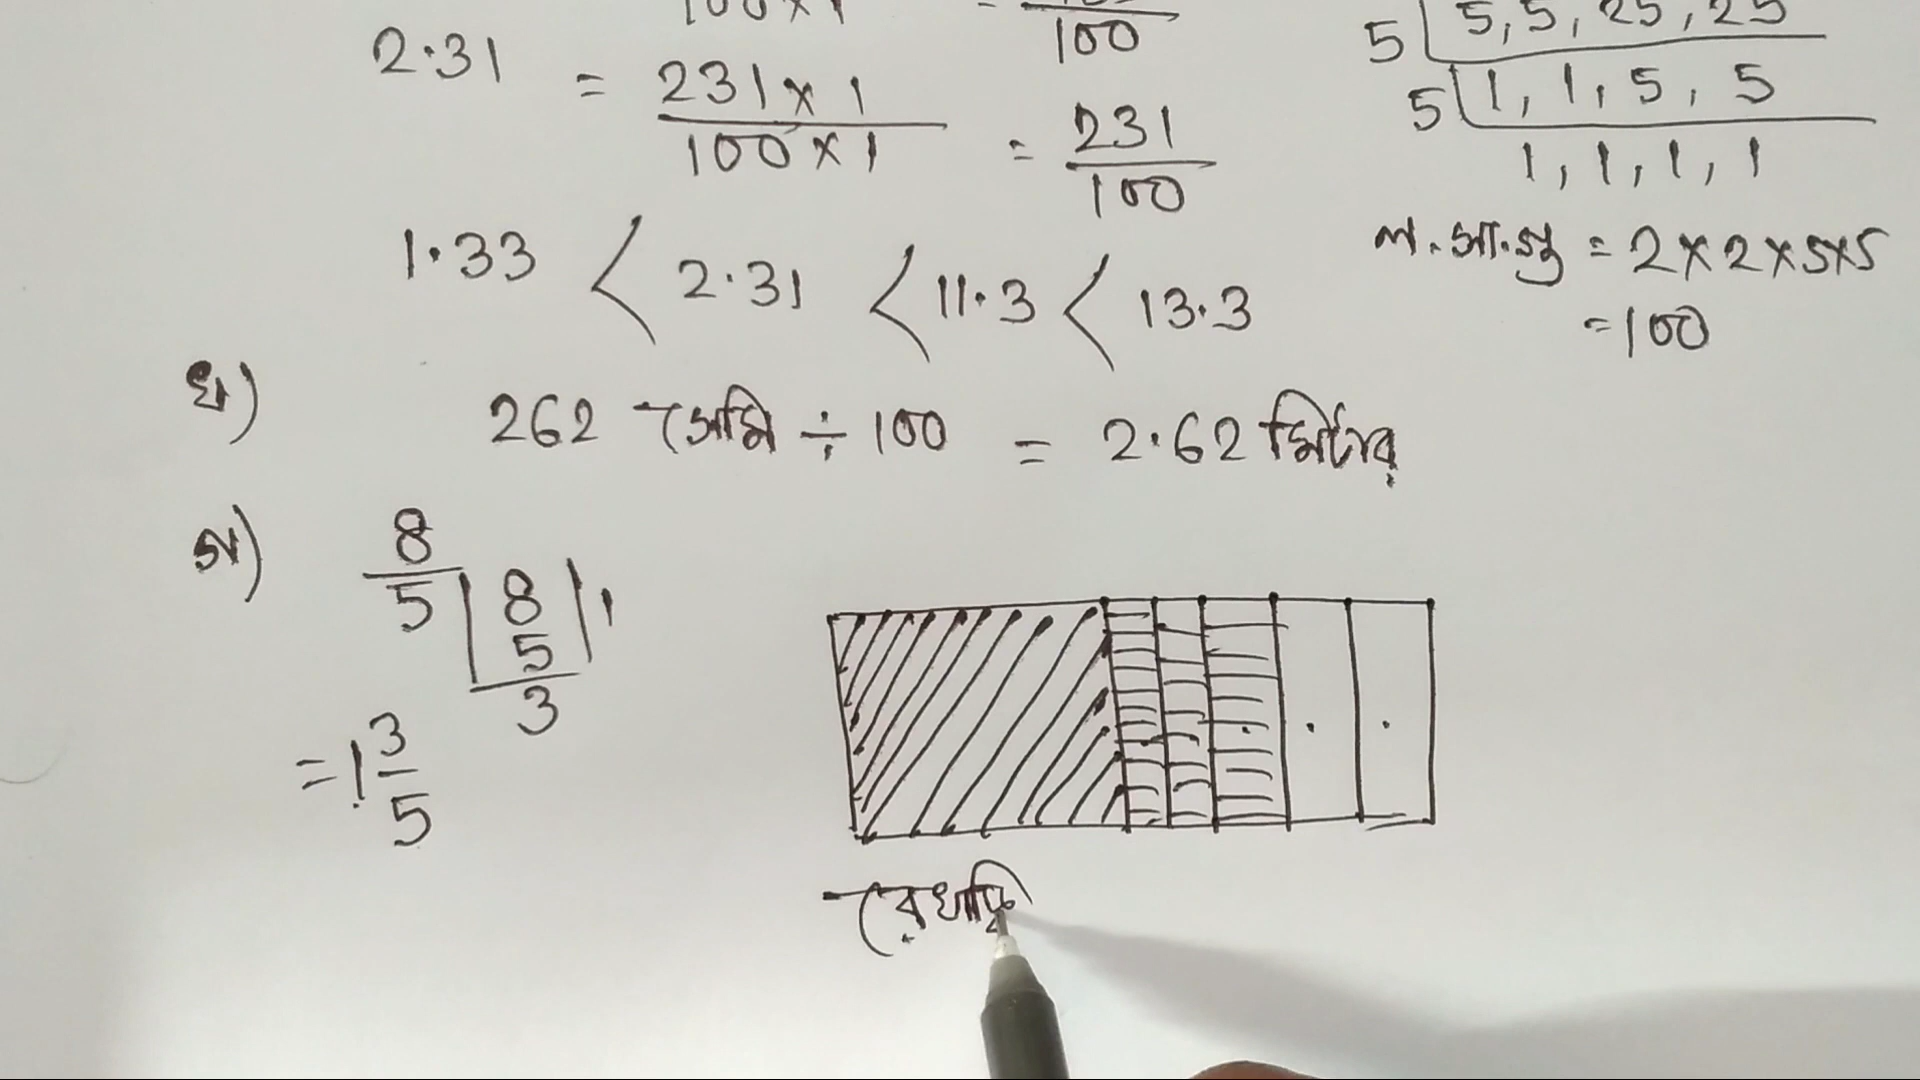 2.31 = 231×1 / 100×1 = 231 / 100
1.33 < 2.31 < 11.3 < 13.3
5 | 5, 5, 25, 25
5 | 1, 1, 5, 5
1, 1, 1, 1
ল.সা.গু = 2×2×5×5
=100
ঘ) 262 সেমি ÷ 100 = 2.62 মিটার
8/5
5 | 8 | 1
5
3
= 1 3/5